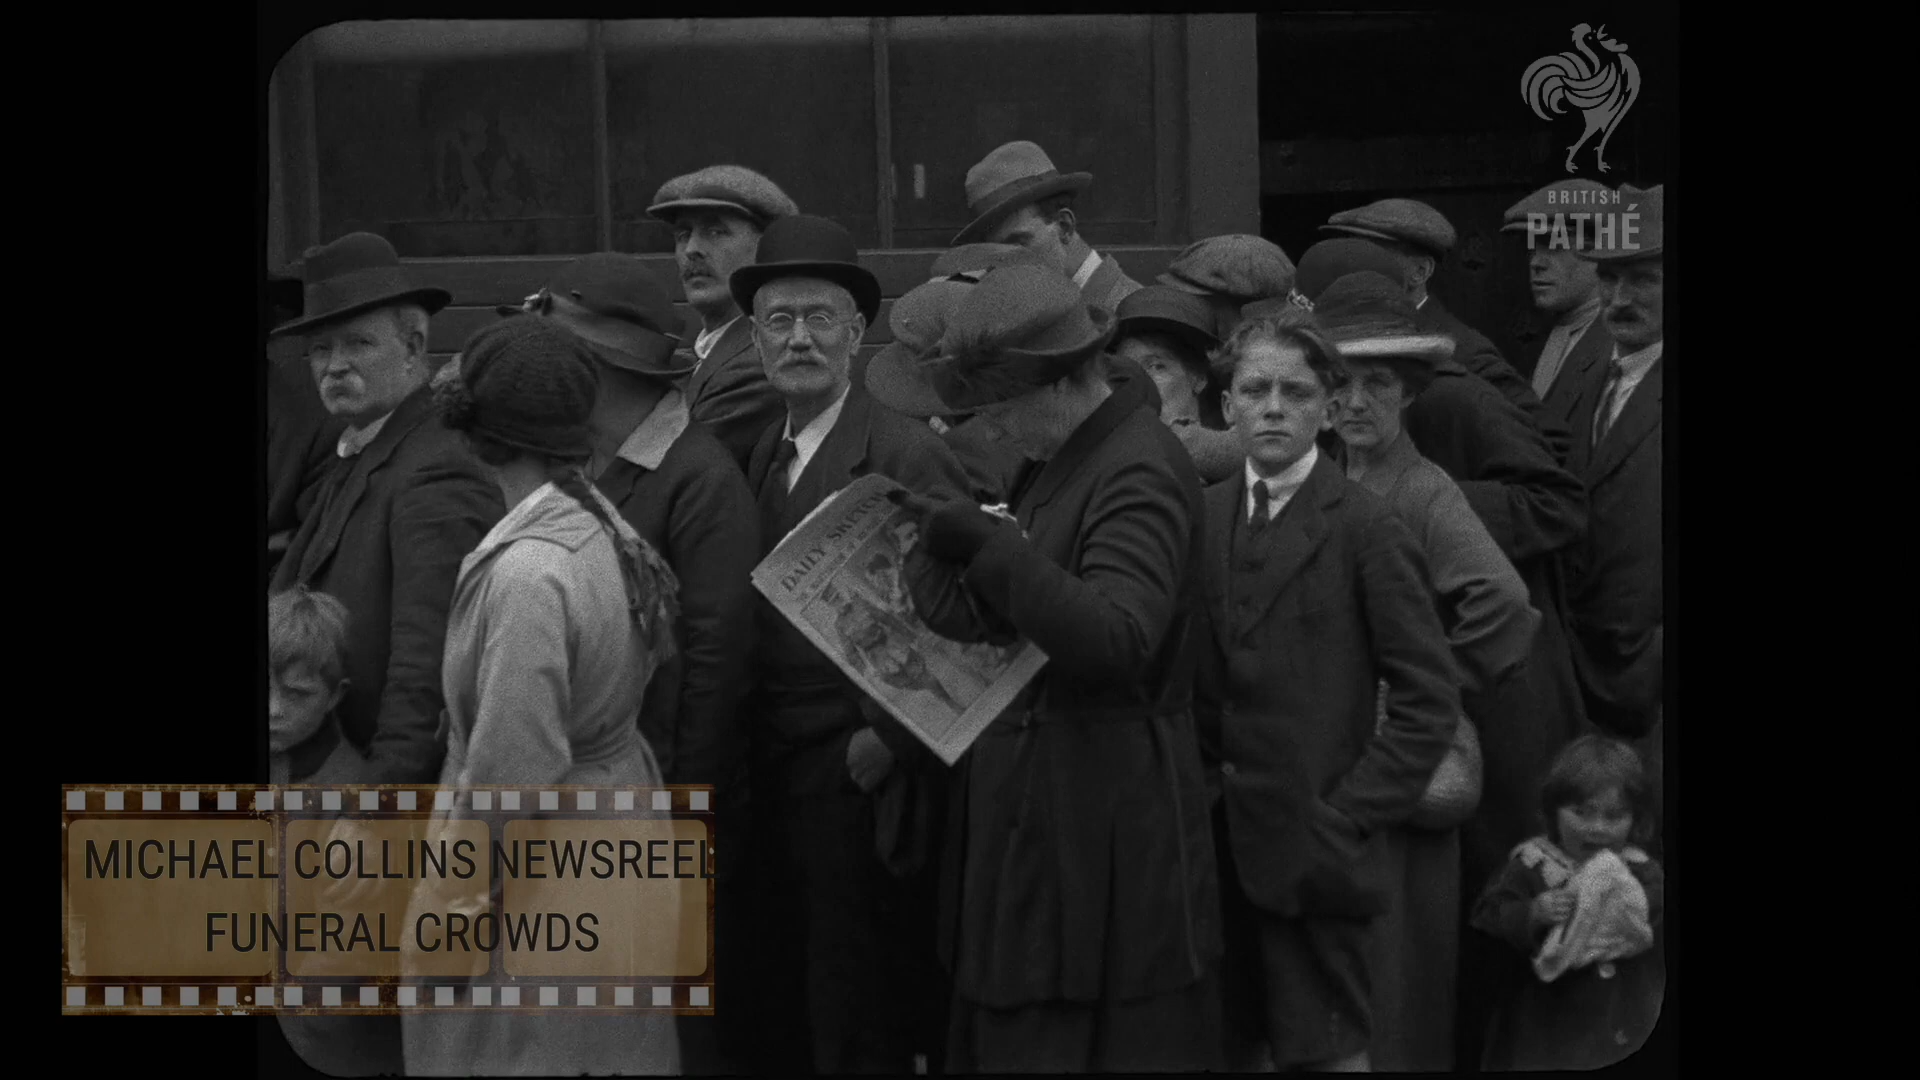 BRITISH
PATHÉ
DAILY SKETCH
MICHAEL COLLINS NEWSREEL
FUNERAL CROWDS